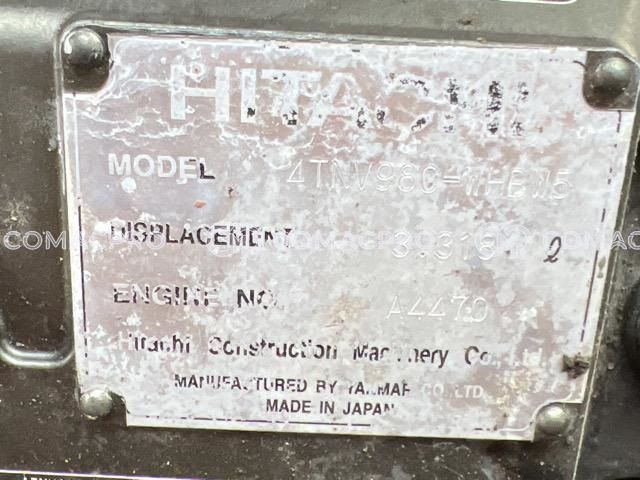 HITACHI
MODEL 4TNV98C-WHBW5
DISPLACEMENT 3.318 ℓ
ENGINE NO. A4470
Hitachi Construction Machinery Co., Ltd.
MANUFACTURED BY YANMAR CO., LTD.
MADE IN JAPAN